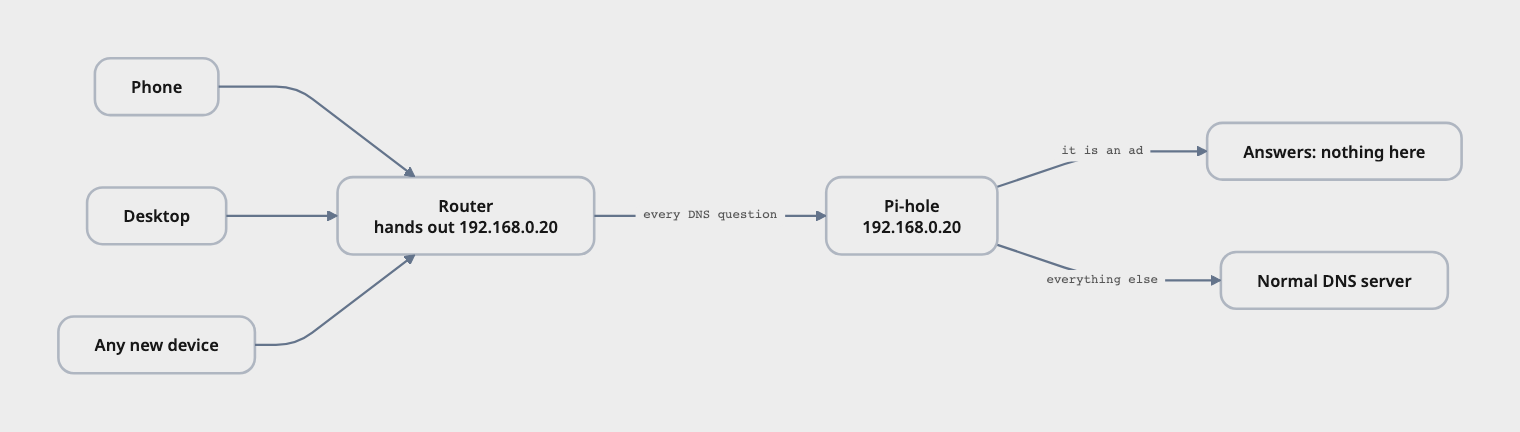 Phone
Desktop
Any new device
Router
hands out 192.168.0.20
every DNS question
Pi-hole
192.168.0.20
it is an ad
Answers: nothing here
everything else
Normal DNS server